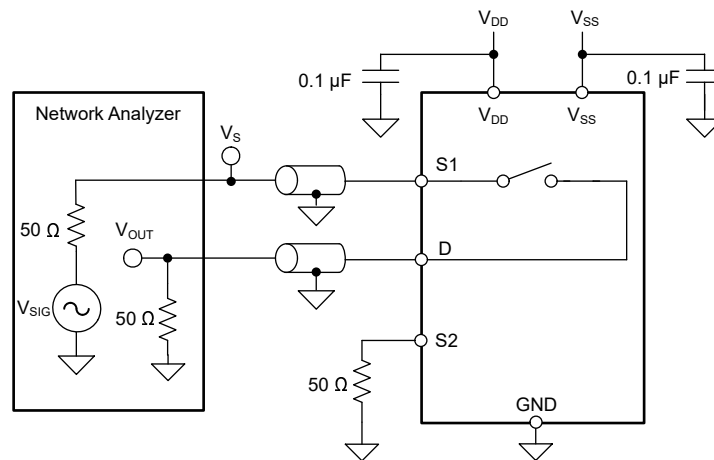 V_DD V_SS
0.1 µF 0.1 µF
Network Analyzer
V_DD V_SS
V_S
S1
50 Ω
V_OUT
D
V_SIG
50 Ω
S2
50 Ω
GND